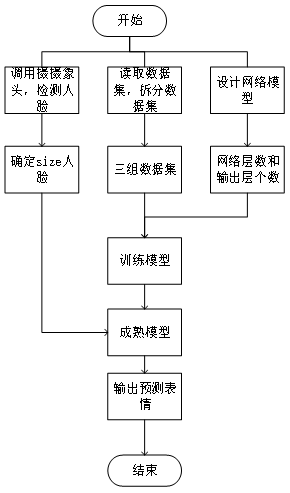 开始
调用摄摄象
头，检测人
脸
读取数据
集，拆分数
据集
设计网络模
型
确定size人
脸
三组数据集
网络层数和
输出层个数
训练模型
成熟模型
输出预测表
情
结束